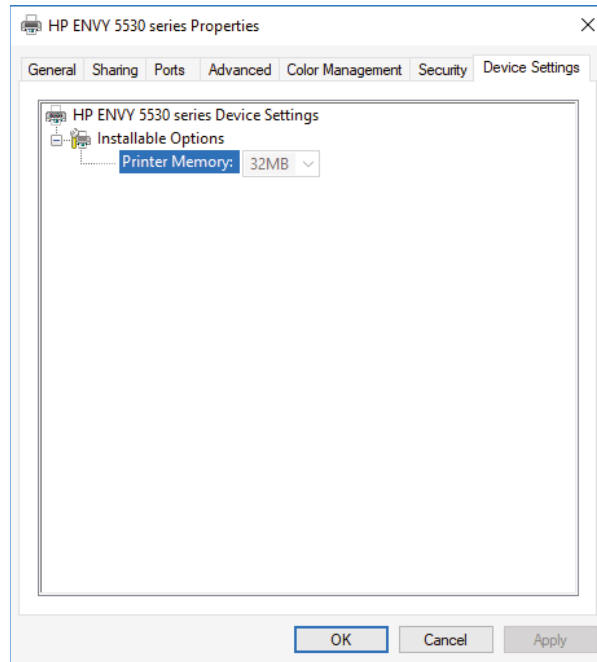 HP ENVY 5530 series Properties
General Sharing Ports Advanced Color Management Security Device Settings
HP ENVY 5530 series Device Settings
Installable Options
Printer Memory: 32MB
OK Cancel Apply